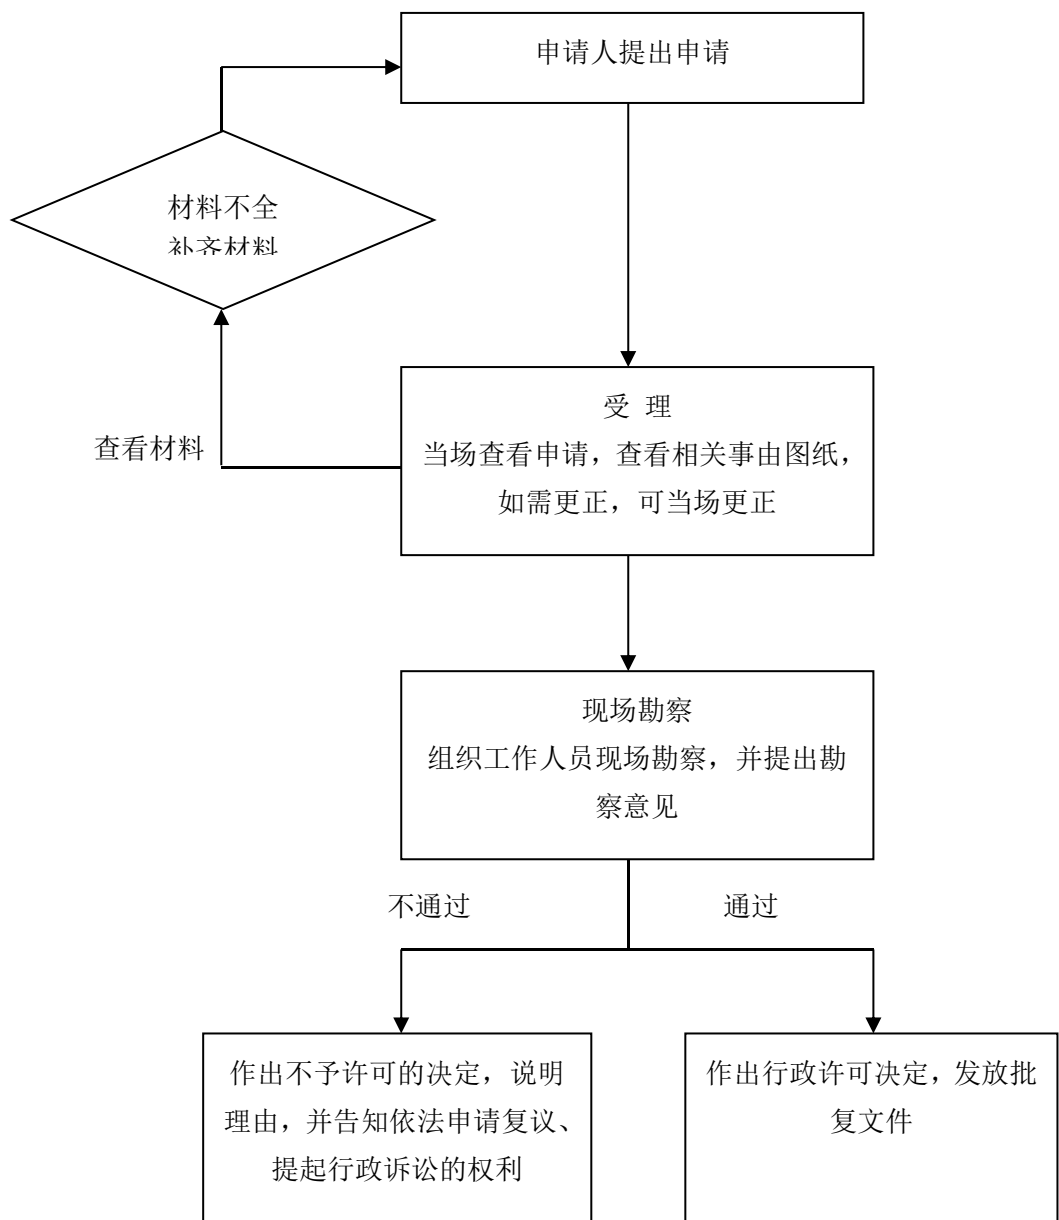 申请人提出申请
材料不全
补齐材料
受 理
当场查看申请，查看相关事由图纸，
如需更正，可当场更正
查看材料
现场勘察
组织工作人员现场勘察，并提出勘
察意见
不通过
通过
作出不予许可的决定，说明
理由，并告知依法申请复议、
提起行政诉讼的权利
作出行政许可决定，发放批
复文件